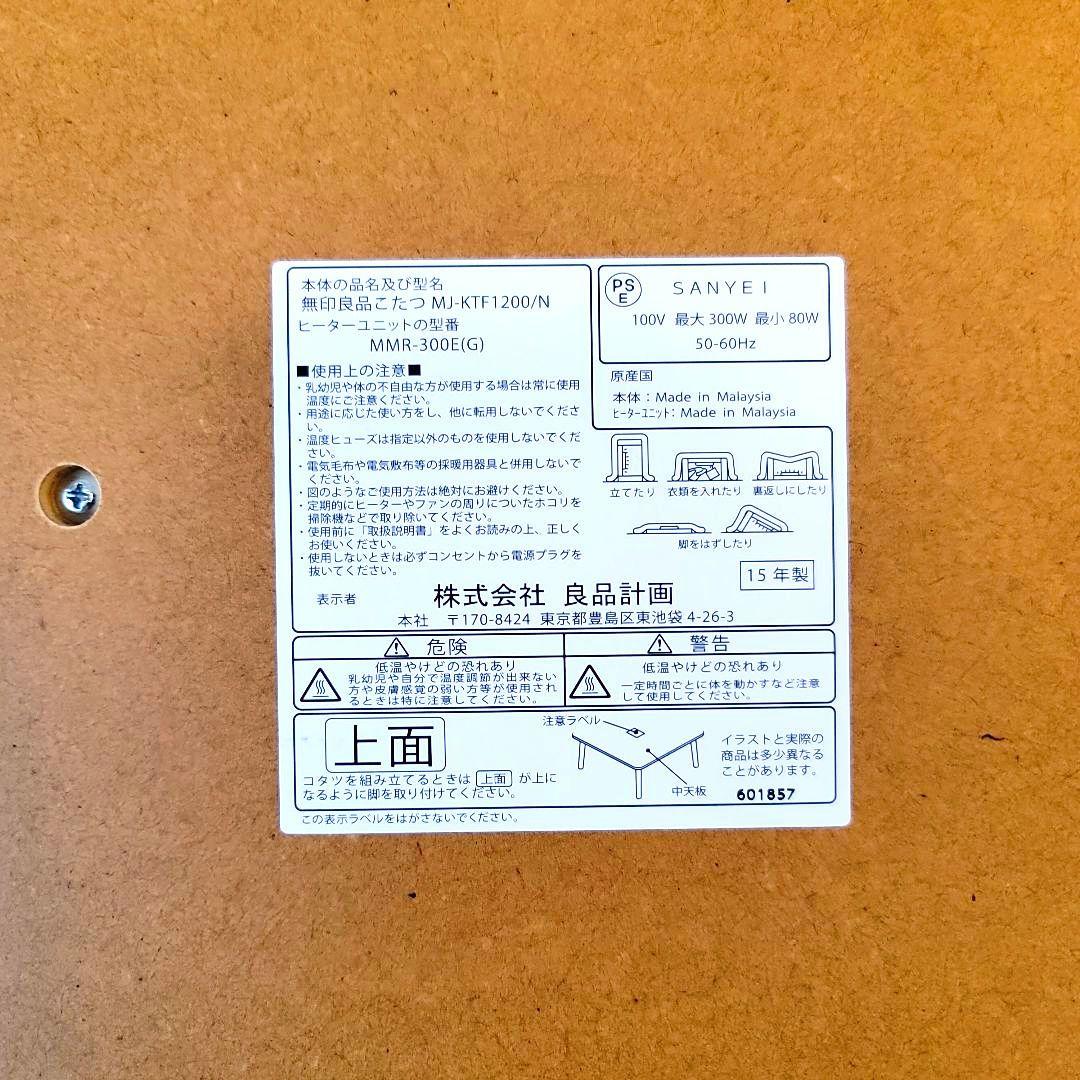 本体の品名及び型名
無印良品こたつ MJ-KTF1200/N
ヒーターユニットの型番
MMR-300E(G)
■使用上の注意■
・乳幼児や体の不自由な方が使用する場合は常に使用
温度にご注意ください。
・用途に応じた使い方をし、他に転用しないでくださ
い。
・温度ヒューズは指定以外のものを使用しないでくだ
さい。
・電気毛布や電気敷布等の採暖用器具と併用しないで
ください。
・図のようなご使用方法は絶対にお避けください。
・定期的にヒーターやファンの周りについたホコリを
掃除機などで取り除いてください。
・使用前に「取扱説明書」をよくお読みの上、正しく
お使いください。
・使用しないときは必ずコンセントから電源プラグを
抜いてください。
PS
E
SANYEI
100V 最大 300W 最小 80W
50-60Hz
原産国
本体：Made in Malaysia
ヒーターユニット：Made in Malaysia
立てたり 衣類を入れたり 裏返しにしたり
脚をはずしたり
15 年製
表示者 株式会社 良品計画
本社 〒170-8424 東京都豊島区東池袋 4-26-3
危険
低温やけどの恐れあり
乳幼児や自分で温度調節が出来ない
方や皮膚感覚の弱い方等が使用され
るときは特に注意してください。
警告
低温やけどの恐れあり
一定時間ごとに体を動かすなど注意
して使用してください。
上面
コタツを組み立てるときは 上面 が上に
なるように脚を取り付けてください。
注意ラベル
中天板
イラストと実際の
商品は多少異なる
ことがあります。
601857
この表示ラベルをはがさないでください。